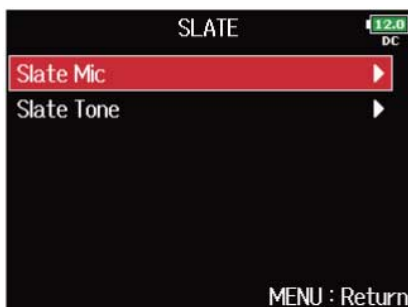 SLATE
12.0
DC
Slate Mic
Slate Tone
MENU : Return